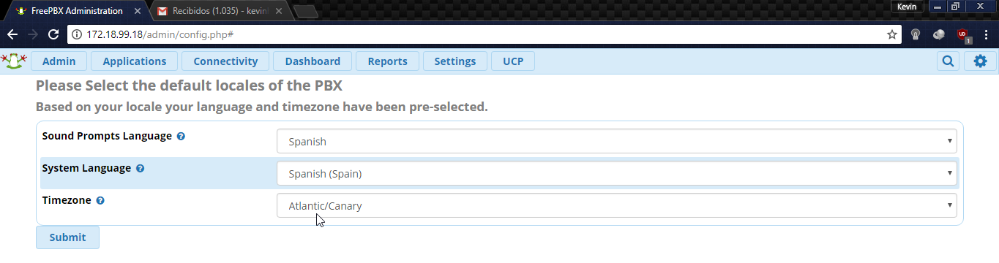 FreePBX Administration
Recibidos (1.035) - kevin
Kevin
172.18.99.18/admin/config.php#
1
Admin Applications Connectivity Dashboard Reports Settings UCP
Please Select the default locales of the PBX
Based on your locale your language and timezone have been pre-selected.
Sound Prompts Language ?
Spanish
System Language ?
Spanish (Spain)
Timezone ?
Atlantic/Canary
Submit